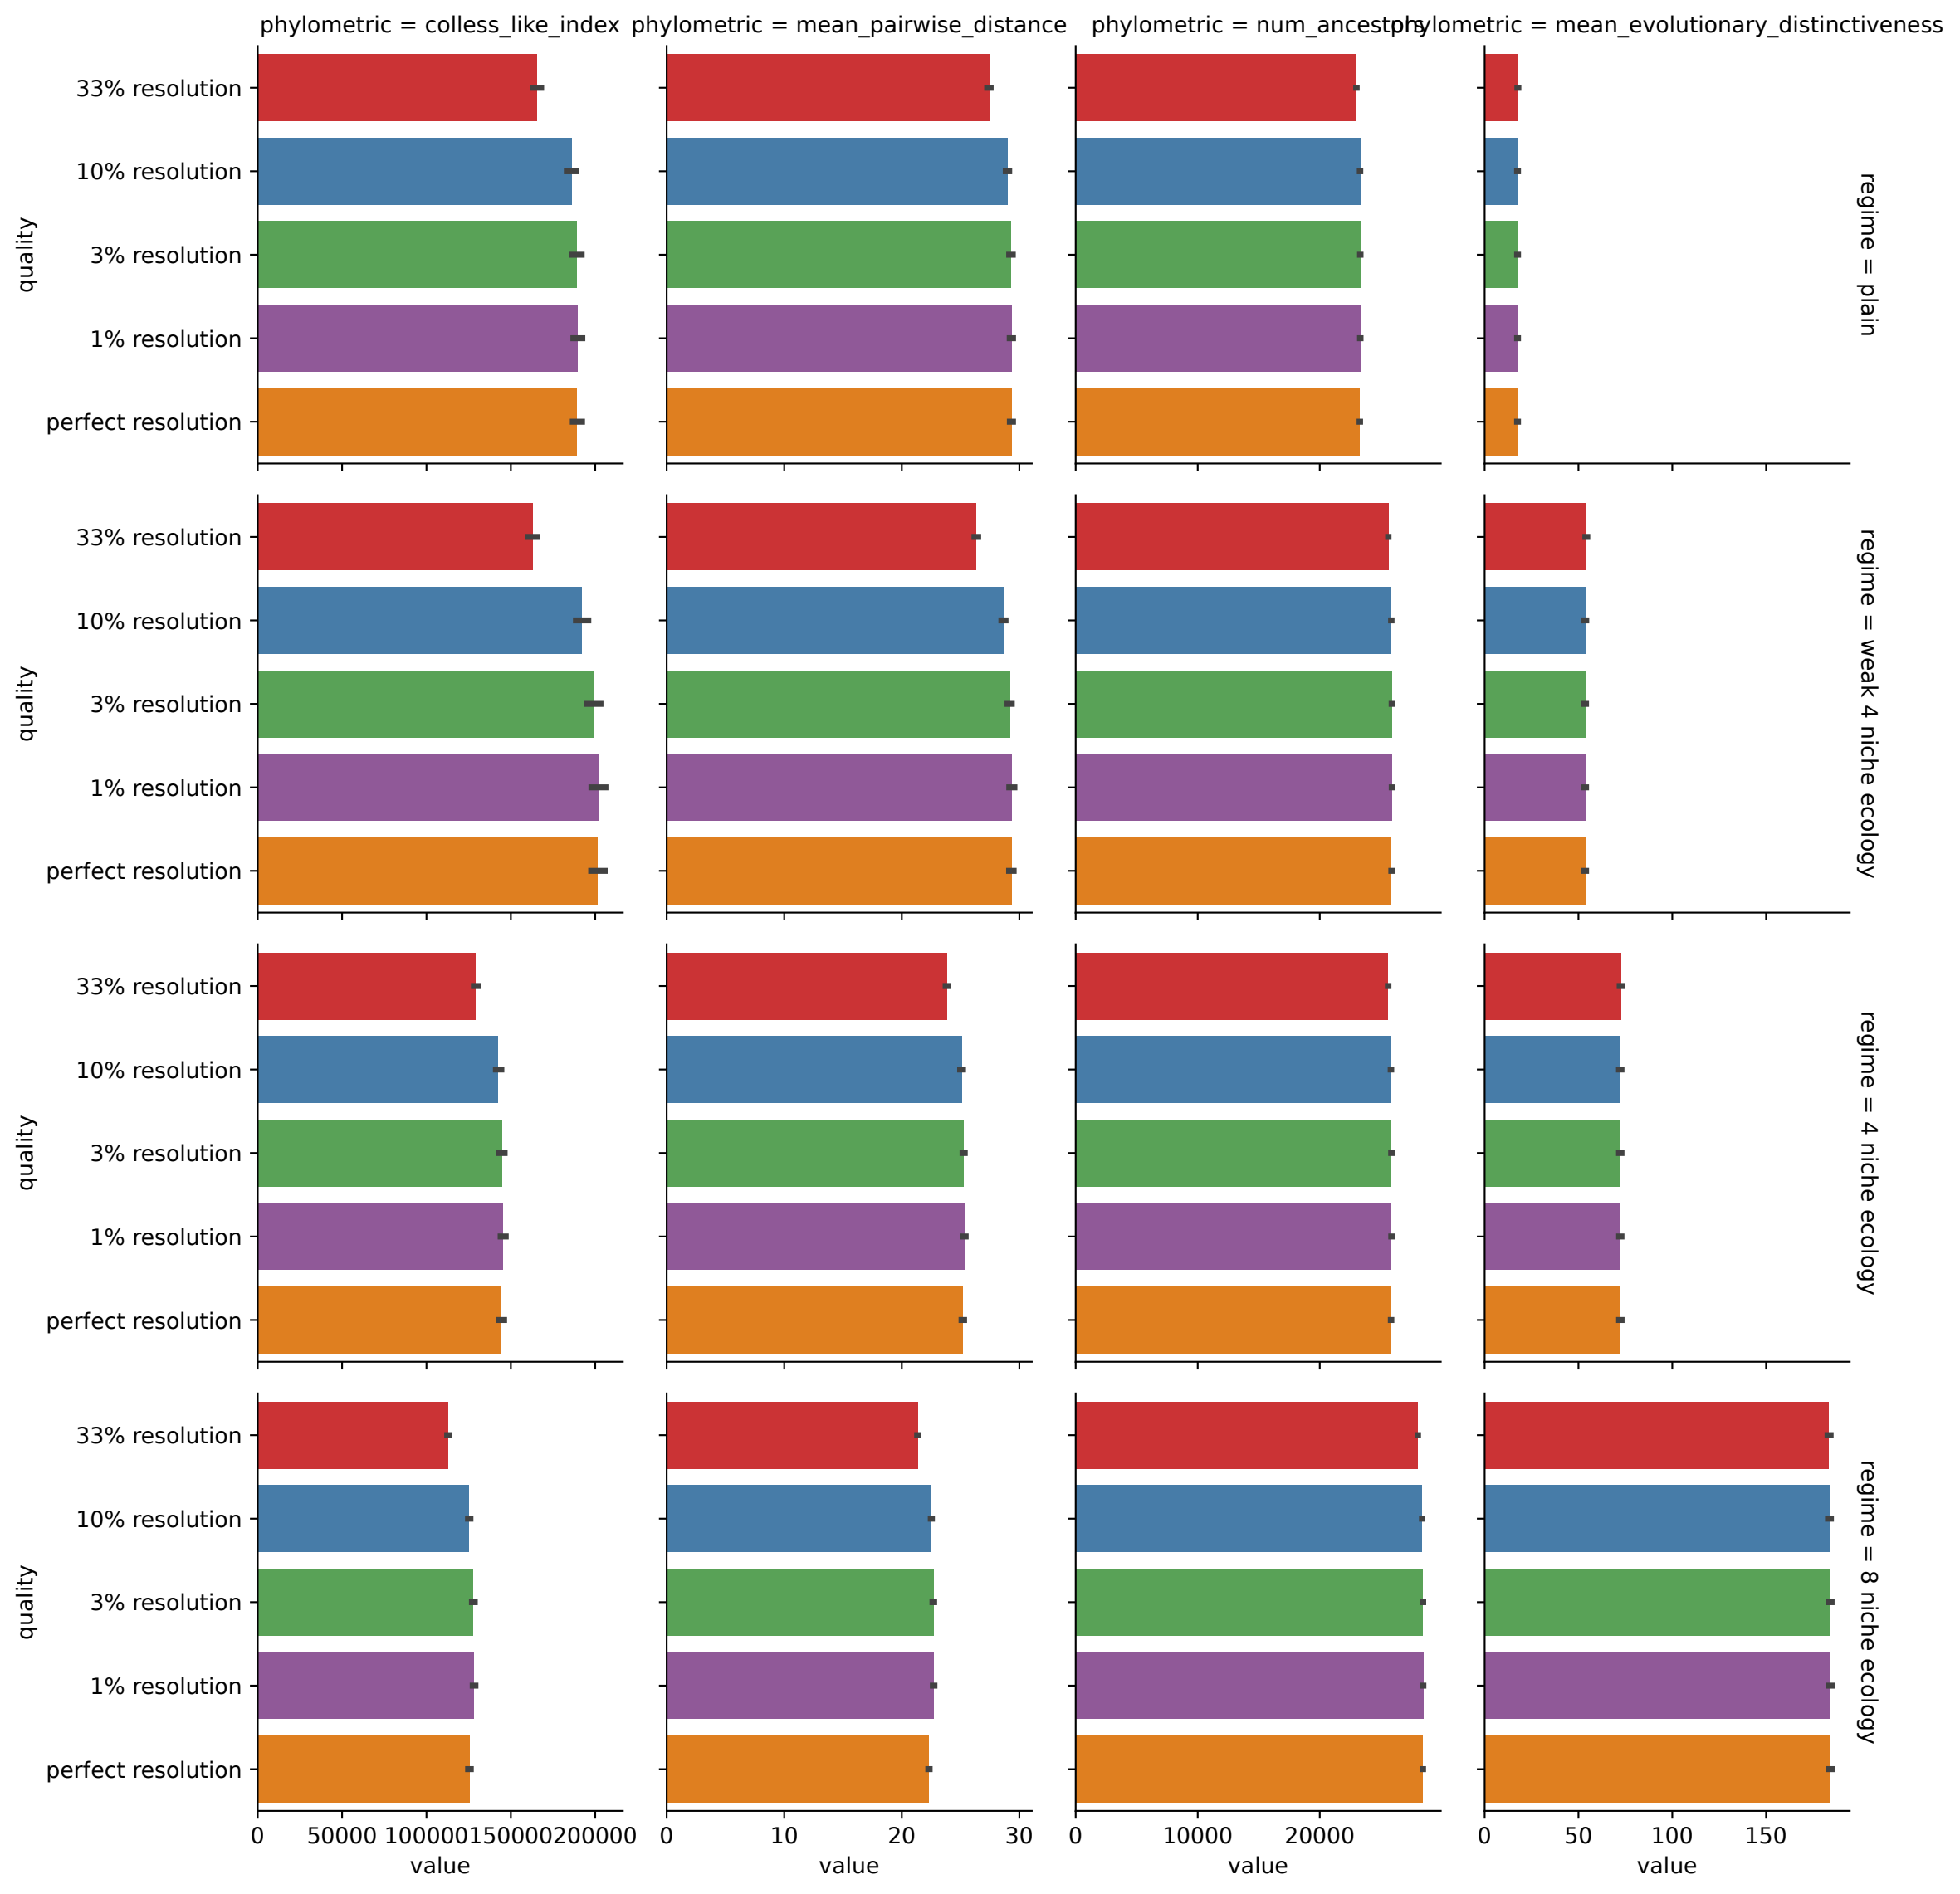 phylometric = colless_like_index
phylometric = mean_pairwise_distance
phylometric = num_ancestors
phylometric = mean_evolutionary_distinctiveness
quality
33% resolution
10% resolution
3% resolution
1% resolution
perfect resolution
regime = plain
quality
33% resolution
10% resolution
3% resolution
1% resolution
perfect resolution
regime = weak 4 niche ecology
quality
33% resolution
10% resolution
3% resolution
1% resolution
perfect resolution
regime = 4 niche ecology
quality
33% resolution
10% resolution
3% resolution
1% resolution
perfect resolution
regime = 8 niche ecology
0 50000 100000 150000 200000
0 10 20 30
0 10000 20000
0 50 100 150
value
value
value
value